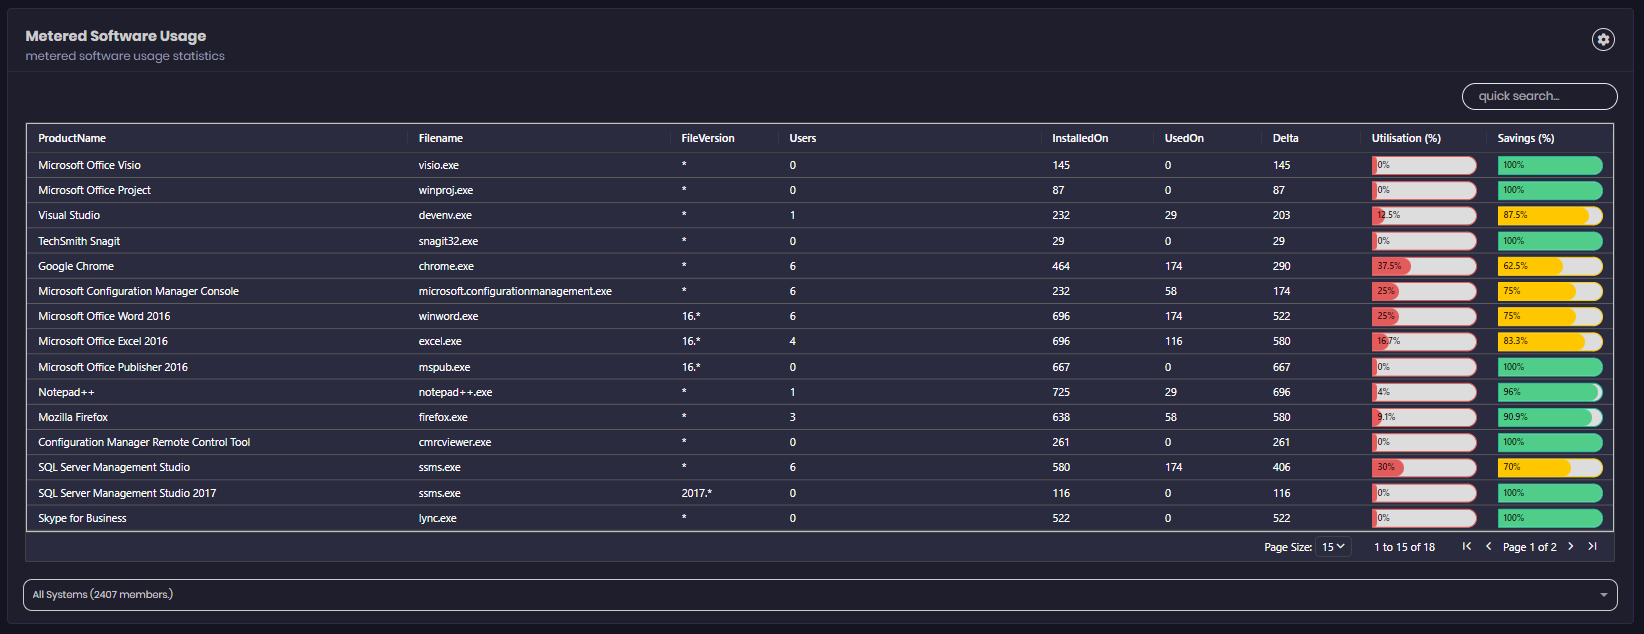 Metered Software Usage
metered software usage statistics
quick search...
ProductName Filename FileVersion Users InstalledOn UsedOn Delta Utilisation (%) Savings (%)
Microsoft Office Visio visio.exe * 0 145 0 145 0% 100%
Microsoft Office Project winproj.exe * 0 87 0 87 0% 100%
Visual Studio devenv.exe * 1 232 29 203 12.5% 87.5%
TechSmith Snagit snagit32.exe * 0 29 0 29 0% 100%
Google Chrome chrome.exe * 6 464 174 290 37.5% 62.5%
Microsoft Configuration Manager Console microsoft.configurationmanagement.exe * 6 232 58 174 25% 75%
Microsoft Office Word 2016 winword.exe 16.* 6 696 174 522 25% 75%
Microsoft Office Excel 2016 excel.exe 16.* 4 696 116 580 16.7% 83.3%
Microsoft Office Publisher 2016 mspub.exe 16.* 0 667 0 667 0% 100%
Notepad++ notepad++.exe * 1 725 29 696 4% 96%
Mozilla Firefox firefox.exe * 3 638 58 580 9.1% 90.9%
Configuration Manager Remote Control Tool cmrcviewer.exe * 0 261 0 261 0% 100%
SQL Server Management Studio ssms.exe * 6 580 174 406 30% 70%
SQL Server Management Studio 2017 ssms.exe 2017.* 0 116 0 116 0% 100%
Skype for Business lync.exe * 0 522 0 522 0% 100%
Page Size: 15 1 to 15 of 18 Page 1 of 2
All Systems (2407 members.)